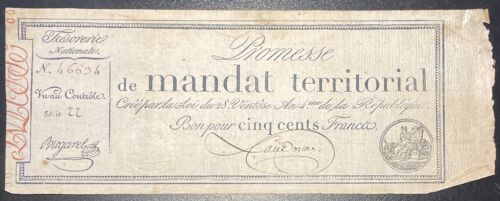 Trésorerie
Nationale.
N. 46694
Vu au Contrôle.
Série 22
Promesse
de mandat territorial
Créé par la Loi du 28. Ventôse An 4.eme de la République.
Bon pour cinq cents Francs